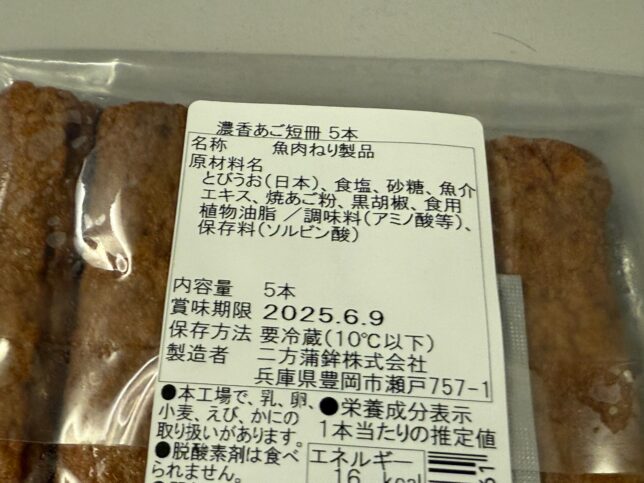 濃香あご短冊 5本
名称 魚肉ねり製品
原材料名
とびうお(日本)、食塩、砂糖、魚介
エキス、焼あご粉、黒胡椒、食用
植物油脂 ／調味料(アミノ酸等)、
保存料(ソルビン酸)
内容量 5本
賞味期限 2025.6.9
保存方法 要冷蔵(10℃以下)
製造者 二方蒲鉾株式会社
兵庫県豊岡市瀬戸757-1
●本工場で、乳、卵、
小麦、えび、かにの
取り扱いがあります。
●脱酸素剤は食べ
られません。
●栄養成分表示
1本当たりの推定値
エネルギー
16 kcal